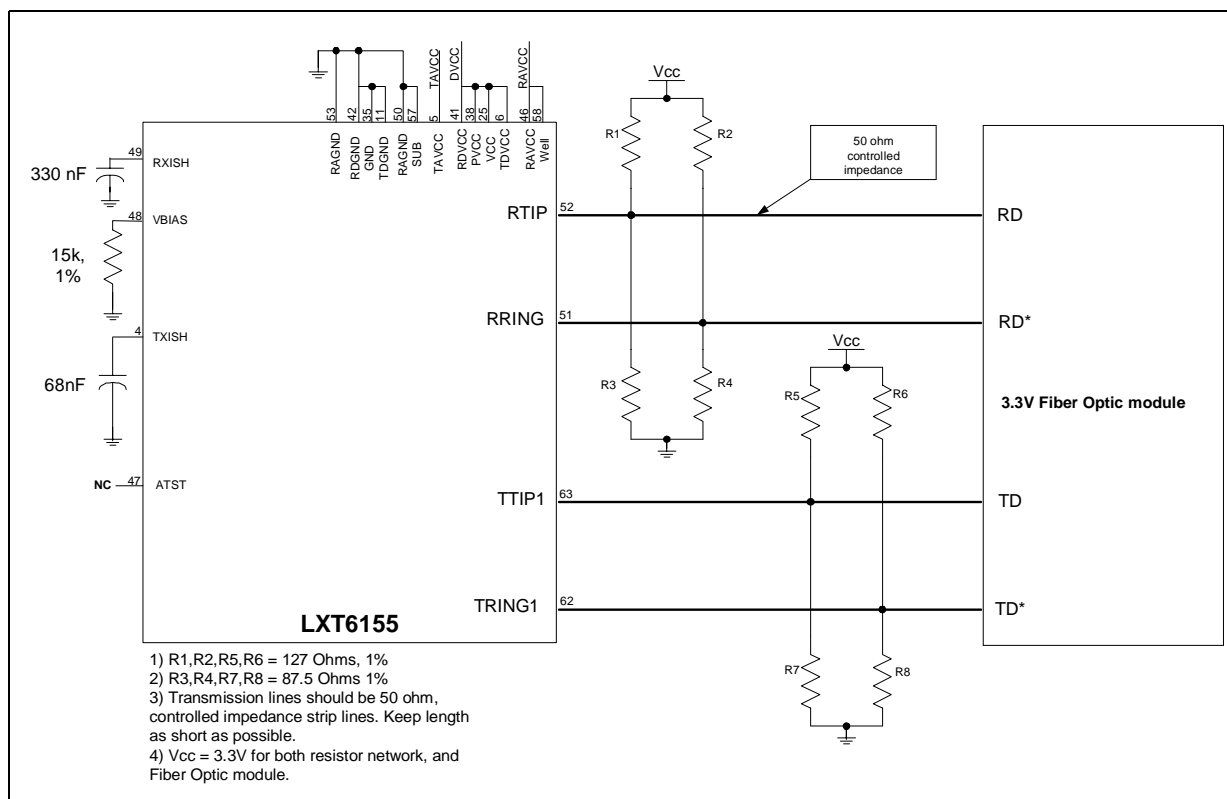 TAVCC
DVCC
RAVCC
53
42
35
11
50
57
5
41
38
25
6
46
58
RAGND
RDGND
GND
TDGND
RAGND
SUB
TAVCC
RDVCC
PVCC
VCC
TDVCC
RAVCC
Well
Vcc
R1
R2
50 ohm
controlled
impedance
49
RXISH
330 nF
48
VBIAS
15k,
1%
4
TXISH
68nF
NC
47
ATST
RTIP
52
RD
RRING
51
RD*
Vcc
R3
R4
R5
R6
3.3V Fiber Optic module
TTIP1
63
TD
TRING1
62
TD*
R7
R8
LXT6155
1) R1,R2,R5,R6 = 127 Ohms, 1%
2) R3,R4,R7,R8 = 87.5 Ohms 1%
3) Transmission lines should be 50 ohm,
controlled impedance strip lines. Keep length
as short as possible.
4) Vcc = 3.3V for both resistor network, and
Fiber Optic module.